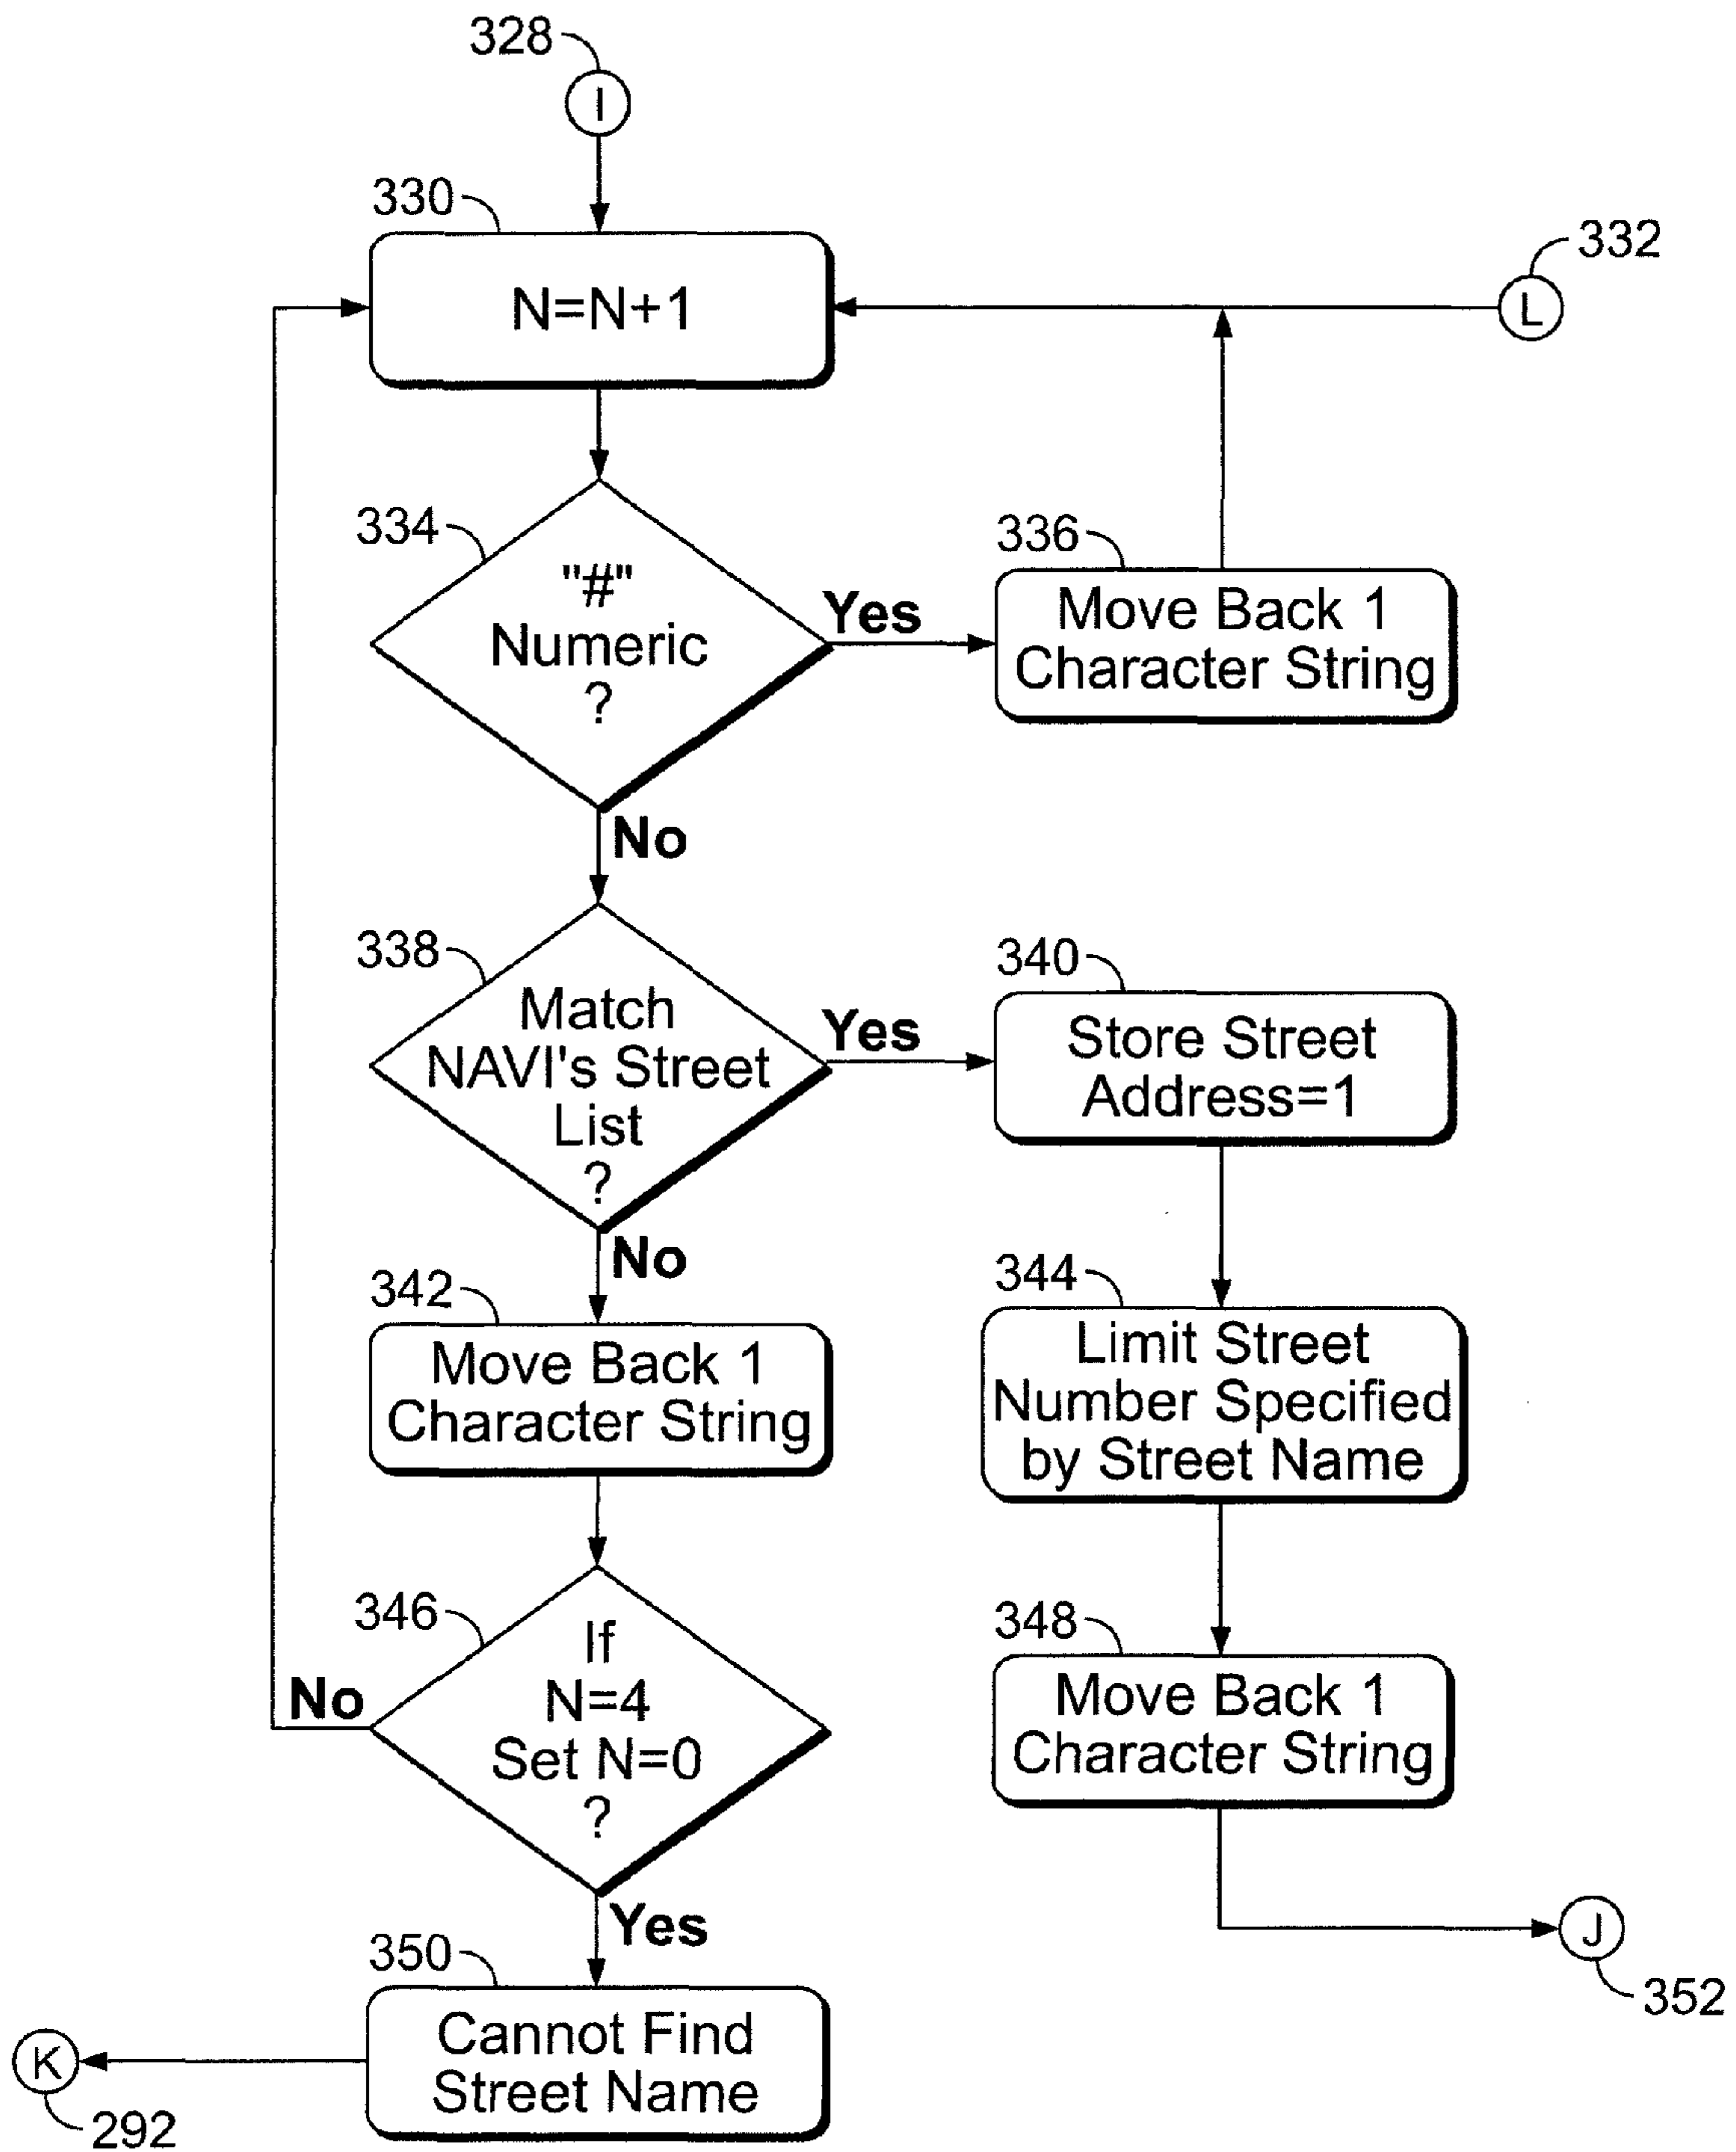 328
I
330
N=N+1
332
L
334
"#"
Numeric
?
Yes
336
Move Back 1
Character String
No
338
Match
NAVI's Street
List
?
Yes
340
Store Street
Address=1
No
342
Move Back 1
Character String
344
Limit Street
Number Specified
by Street Name
346
If
N=4
Set N=0
?
No
348
Move Back 1
Character String
Yes
350
Cannot Find
Street Name
J
352
K
292